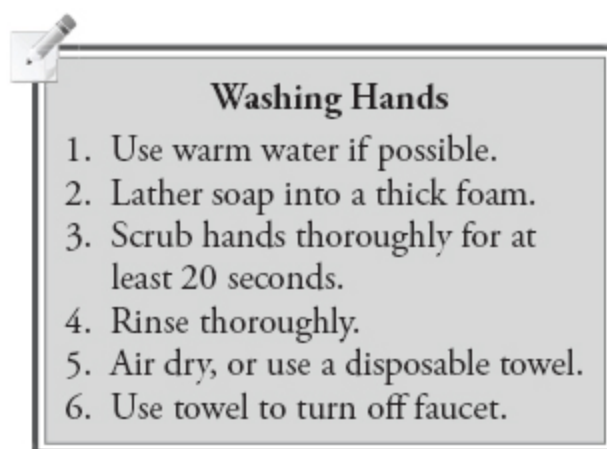 Washing Hands
1. Use warm water if possible.
2. Lather soap into a thick foam.
3. Scrub hands thoroughly for at
least 20 seconds.
4. Rinse thoroughly.
5. Air dry, or use a disposable towel.
6. Use towel to turn off faucet.